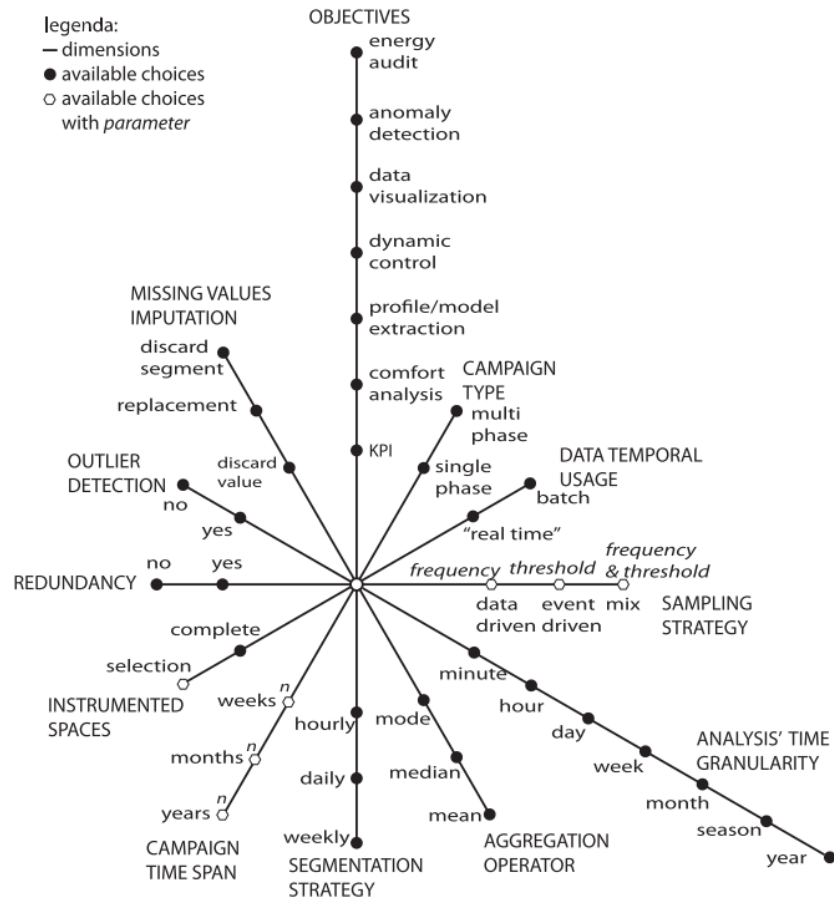 legenda:
dimensions
available choices
available choices
with parameter
OBJECTIVES
energy
audit
anomaly
detection
data
visualization
dynamic
control
profile/model
extraction
comfort
analysis
KPI
CAMPAIGN
TYPE
multi
phase
single
phase
DATA TEMPORAL
USAGE
batch
“real time”
frequency
threshold
frequency
& threshold
data
driven
event
driven
mix
SAMPLING
STRATEGY
minute
hour
day
week
month
season
year
ANALYSIS’ TIME
GRANULARITY
mode
median
mean
AGGREGATION
OPERATOR
hourly
daily
weekly
SEGMENTATION
STRATEGY
weeks n
months n
years n
CAMPAIGN
TIME SPAN
complete
selection
INSTRUMENTED
SPACES
REDUNDANCY
no
yes
OUTLIER
DETECTION
no
yes
MISSING VALUES
IMPUTATION
discard
segment
replacement
discard
value